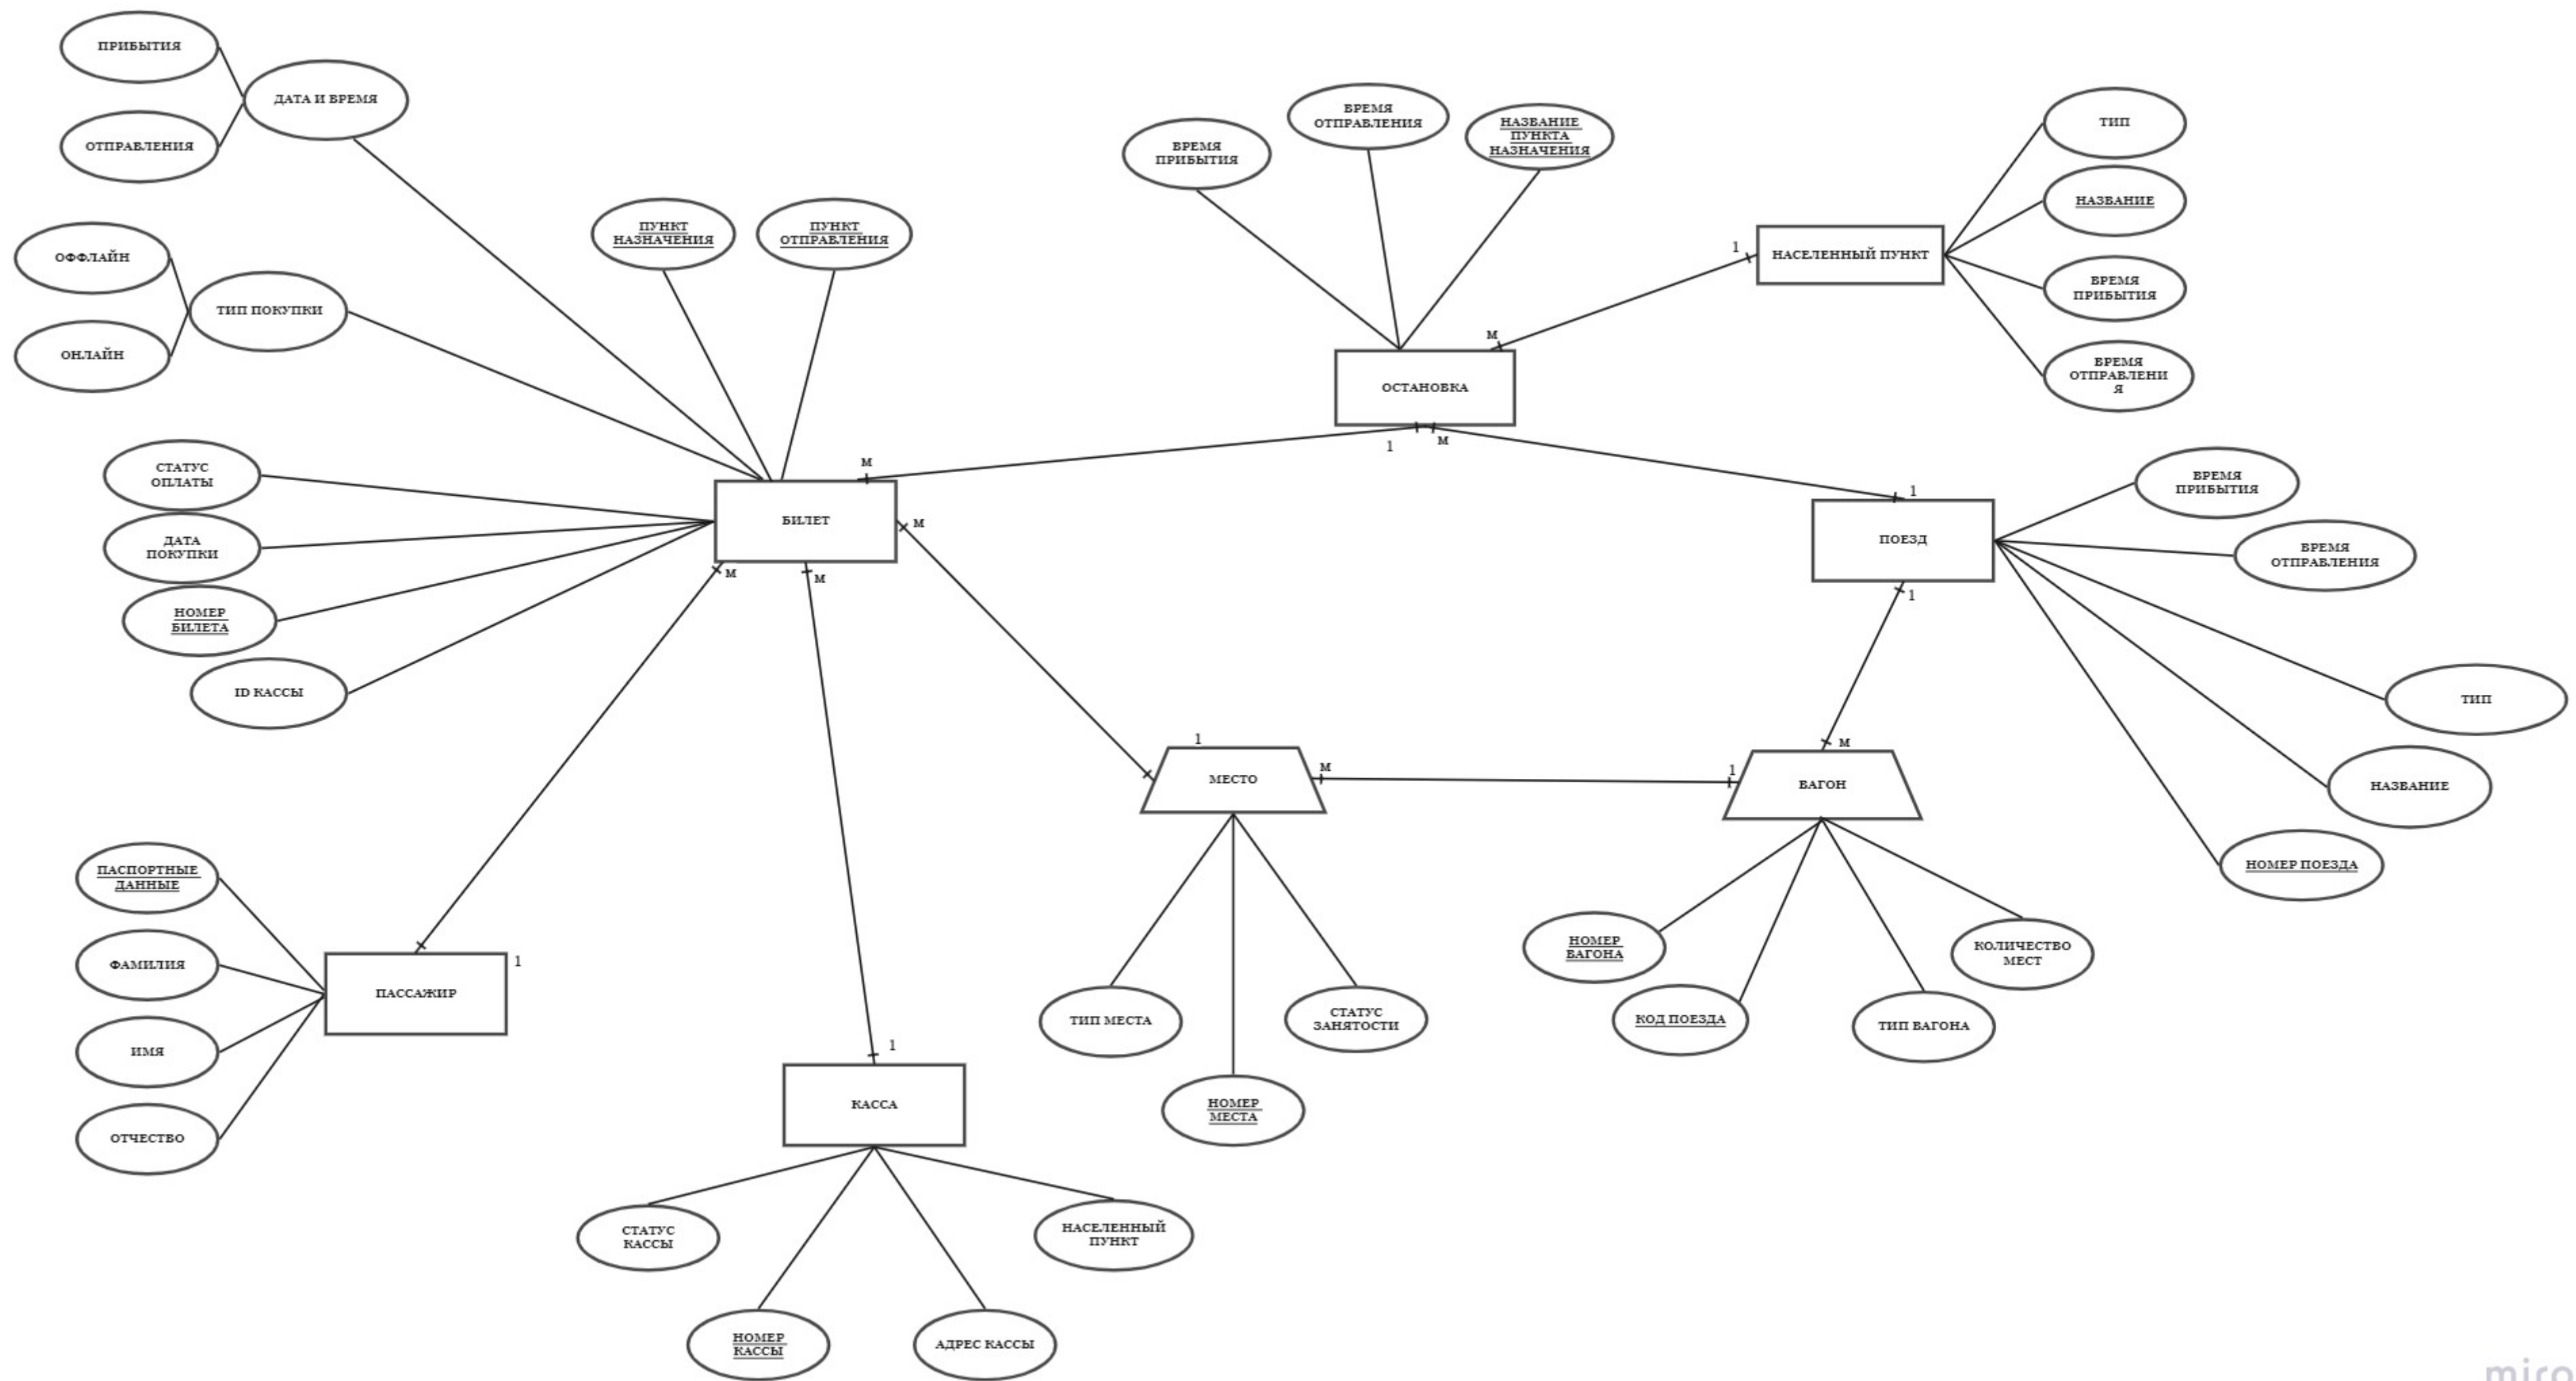 ПРИБЫТИЯ
ДАТА И ВРЕМЯ
ОТПРАВЛЕНИЯ
ВРЕМЯ
ПРИБЫТИЯ
ВРЕМЯ
ОТПРАВЛЕНИЯ
НАЗВАНИЕ
ПУНКТА
НАЗНАЧЕНИЯ
ТИП
НАЗВАНИЕ
ВРЕМЯ
ПРИБЫТИЯ
ВРЕМЯ
ОТПРАВЛЕНИ
Я
ПУНКТ
НАЗНАЧЕНИЯ
ПУНКТ
ОТПРАВЛЕНИЯ
1
НАСЕЛЕННЫЙ ПУНКТ
ОФФЛАЙН
ТИП ПОКУПКИ
ОНЛАЙН
М
ОСТАНОВКА
1
М
М
СТАТУС
ОПЛАТЫ
ДАТА
ПОКУПКИ
НОМЕР
БИЛЕТА
ID КАССЫ
БИЛЕТ
М
М
М
1
ПОЕЗД
1
ВРЕМЯ
ПРИБЫТИЯ
ВРЕМЯ
ОТПРАВЛЕНИЯ
ТИП
НАЗВАНИЕ
НОМЕР ПОЕЗДА
1
МЕСТО
М
1
М
ВАГОН
ПАСПОРТНЫЕ
ДАННЫЕ
ФАМИЛИЯ
ИМЯ
ОТЧЕСТВО
ПАССАЖИР
1
НОМЕР
ВАГОНА
КОД ПОЕЗДА
ТИП ВАГОНА
КОЛИЧЕСТВО
МЕСТ
ТИП МЕСТА
НОМЕР
МЕСТА
СТАТУС
ЗАНЯТОСТИ
1
КАССА
СТАТУС
КАССЫ
НОМЕР
КАССЫ
АДРЕС КАССЫ
НАСЕЛЕННЫЙ
ПУНКТ
miro